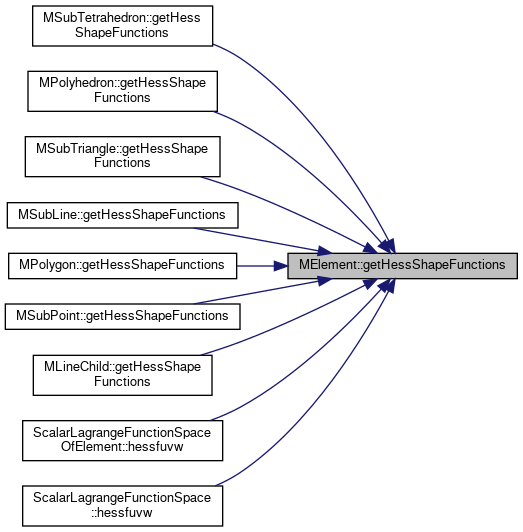 MSubTetrahedron::getHess
ShapeFunctions
MPolyhedron::getHessShape
Functions
MSubTriangle::getHessShape
Functions
MSubLine::getHessShapeFunctions
MPolygon::getHessShapeFunctions
MElement::getHessShapeFunctions
MSubPoint::getHessShapeFunctions
MLineChild::getHessShape
Functions
ScalarLagrangeFunctionSpace
OfElement::hessfuvw
ScalarLagrangeFunctionSpace
::hessfuvw